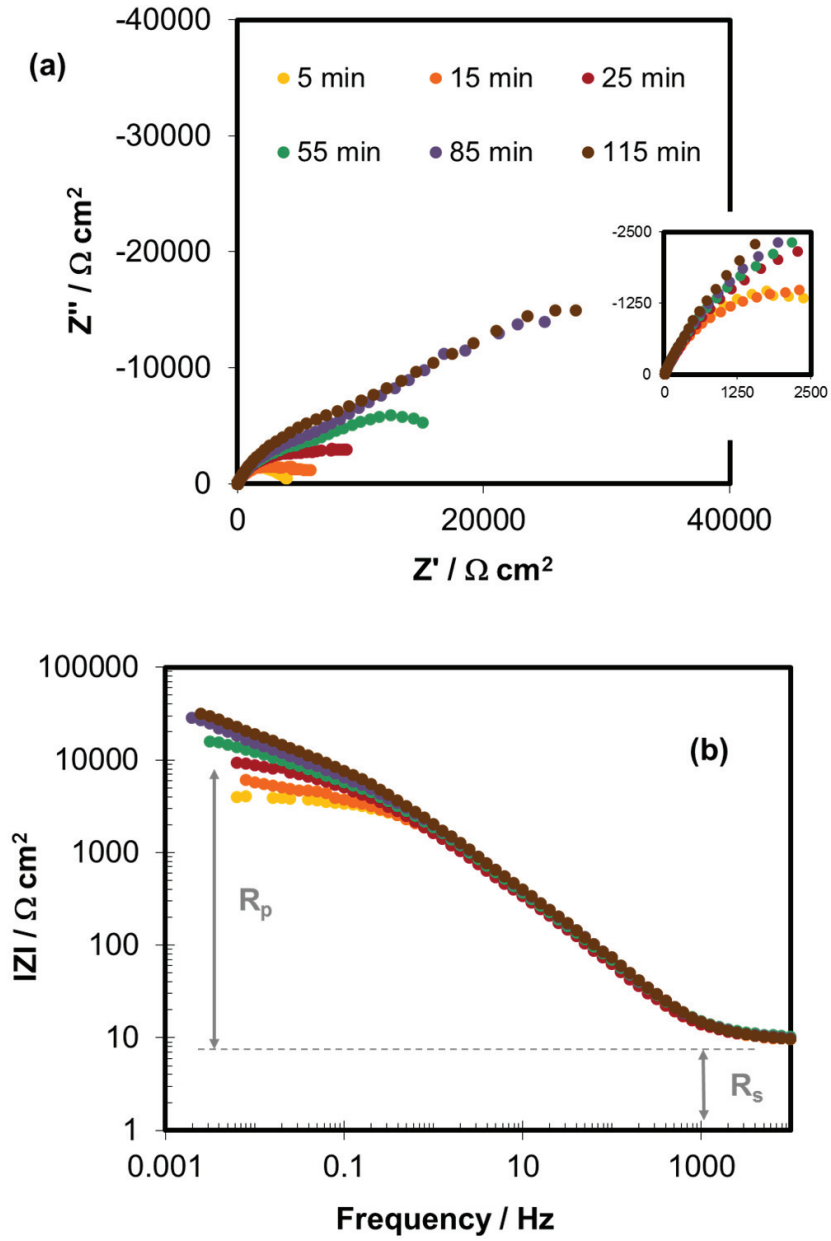 (a)
-40000
-30000
-20000
-10000
0
5 min 15 min 25 min
55 min 85 min 115 min
Z'' / Ω cm²
0 20000 40000
Z' / Ω cm²
-2500
-1250
0
0 1250 2500
(b)
100000
10000
1000
100
10
1
IZI / Ω cm²
Rₚ
Rₛ
0.001 0.1 10 1000
Frequency / Hz